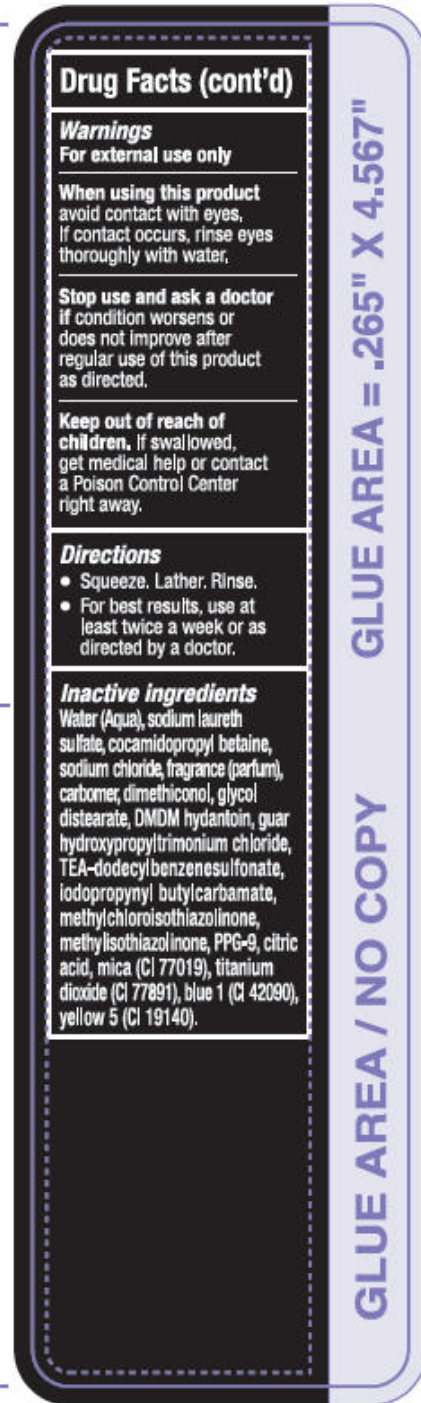 Drug Facts (cont'd)
Warnings
For external use only
When using this product
avoid contact with eyes.
If contact occurs, rinse eyes
thoroughly with water.
Stop use and ask a doctor
if condition worsens or
does not improve after
regular use of this product
as directed.
Keep out of reach of
children. If swallowed,
get medical help or contact
a Poison Control Center
right away.
Directions
• Squeeze. Lather. Rinse.
• For best results, use at
least twice a week or as
directed by a doctor.
Inactive ingredients
Water (Aqua), sodium laureth
sulfate, cocamidopropyl betaine,
sodium chloride, fragrance (parfum),
carbomer, dimethiconol, glycol
distearate, DMDM hydantoin, guar
hydroxypropyltrimonium chloride,
TEA-dodecylbenzenesulfonate,
iodopropynyl butylcarbamate,
methylchloroisothiazolinone,
methylisothiazolinone, PPG-9, citric
acid, mica (CI 77019), titanium
dioxide (CI 77891), blue 1 (CI 42090),
yellow 5 (CI 19140).
GLUE AREA / NO COPY GLUE AREA = .265" X 4.567"